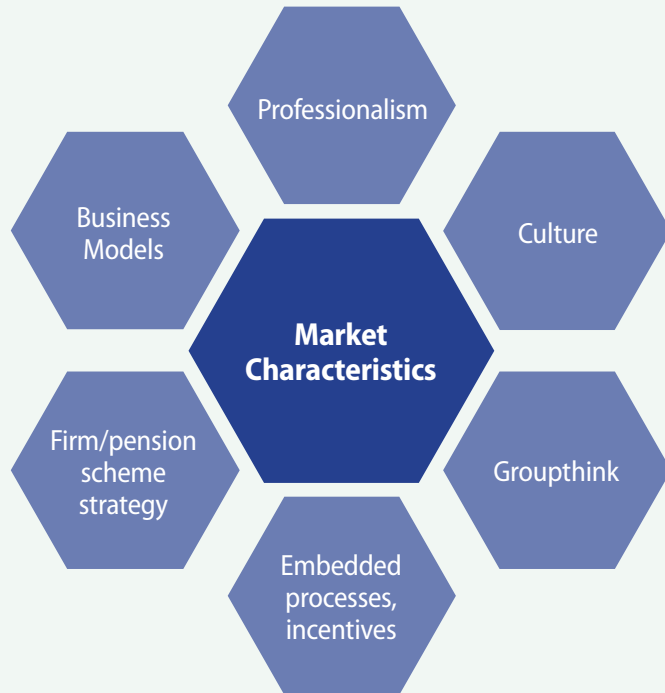 Professionalism
Business
Models
Culture
Market
Characteristics
Firm/pension
scheme
strategy
Groupthink
Embedded
processes,
incentives